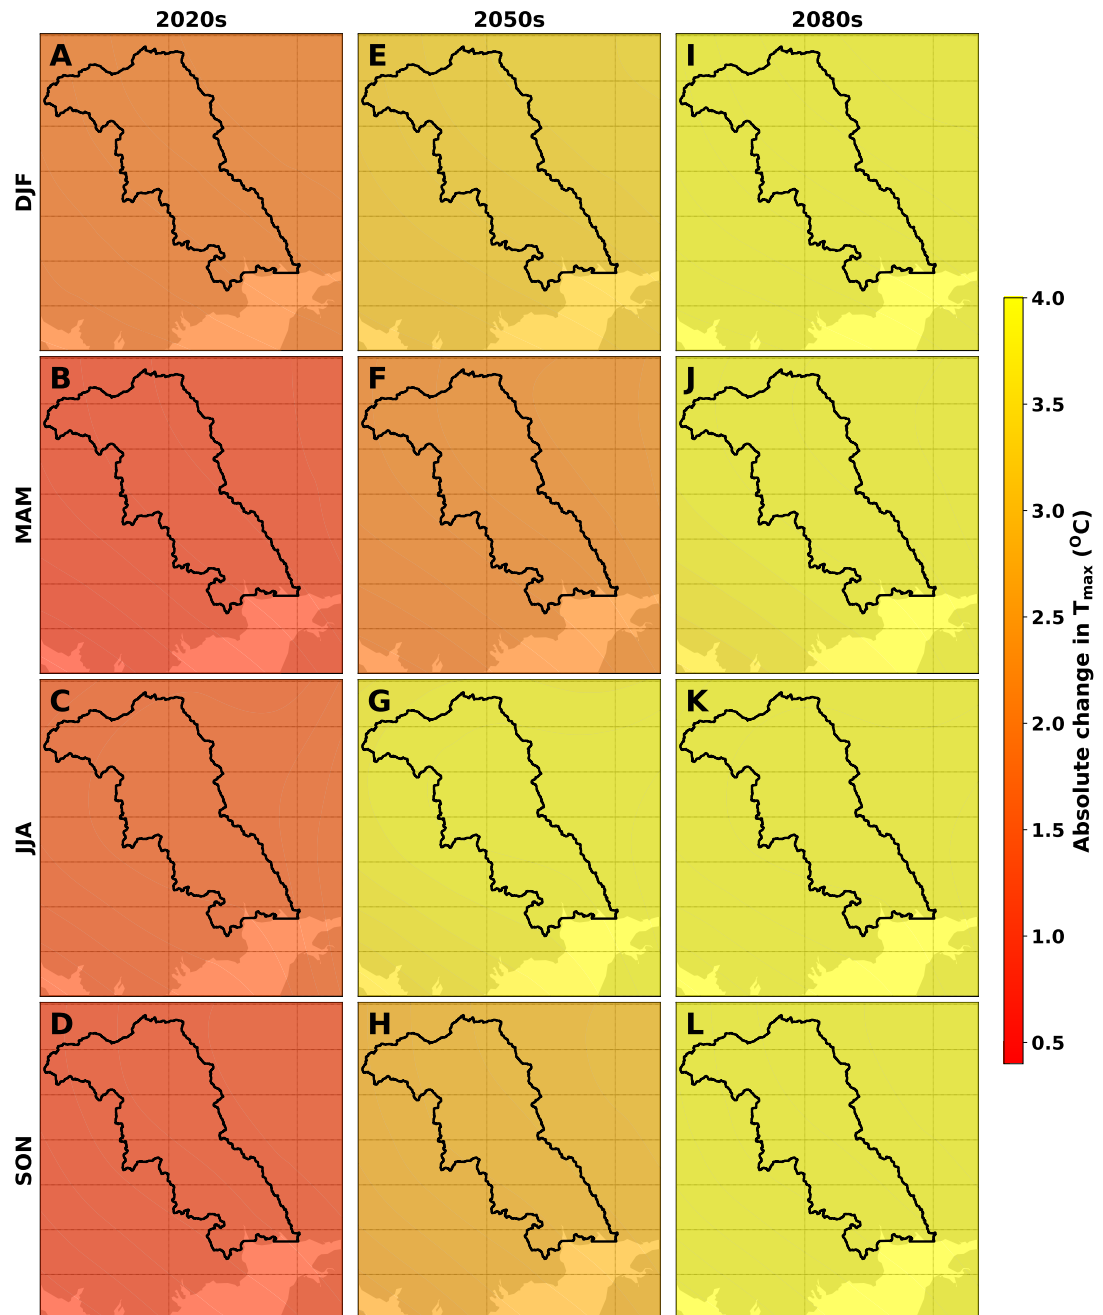 2020s 2050s 2080s
A E I
DJF
B F J
MAM
C G K
JJA
D H L
SON
4.0
3.5
3.0
2.5
2.0
1.5
1.0
0.5
Absolute change in Tmax (OC)